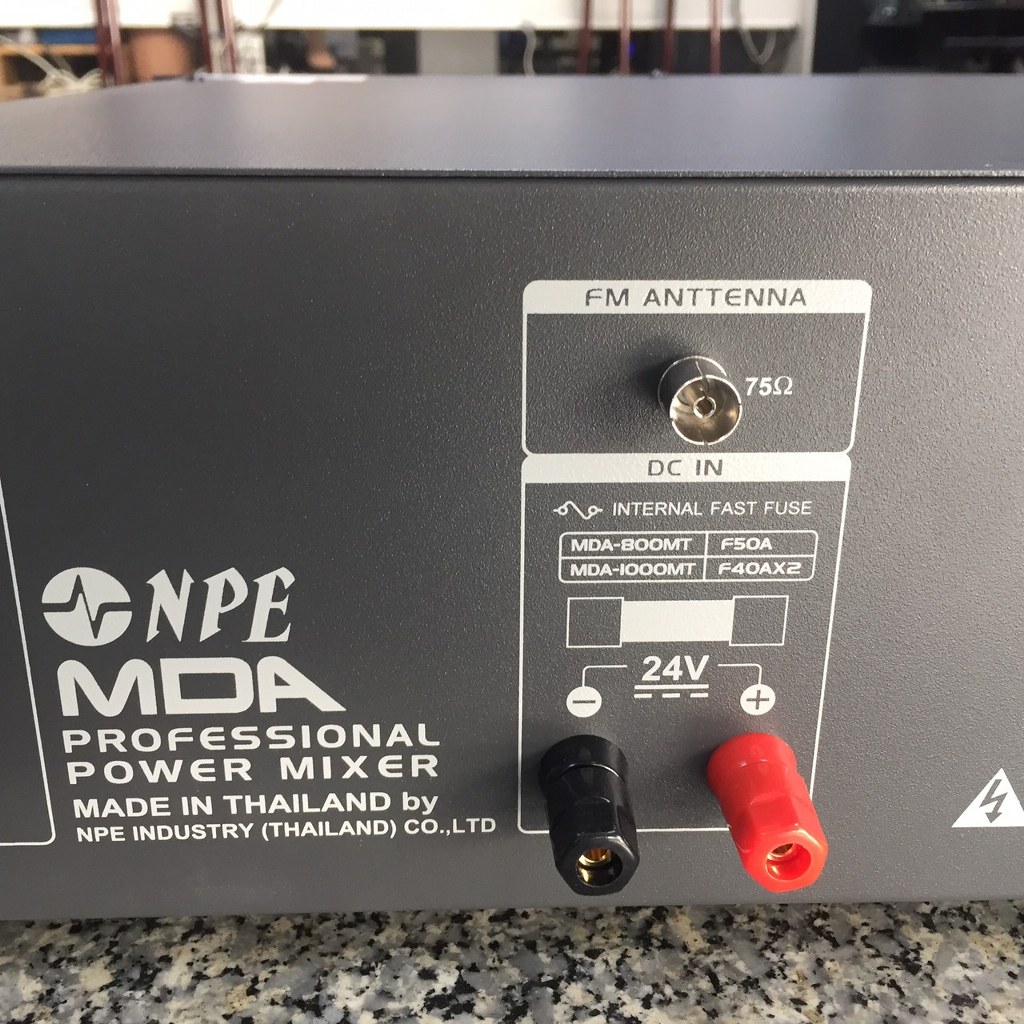 FM ANTTENNA
75Ω
DC IN
INTERNAL FAST FUSE
MDA-800MT F50A
MDA-1000MT F40AX2
24V
− +
NPE
MDA
PROFESSIONAL
POWER MIXER
MADE IN THAILAND by
NPE INDUSTRY (THAILAND) CO.,LTD